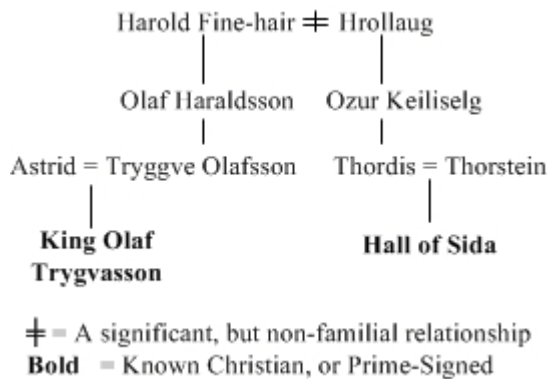 Harold Fine-hair ⋕ Hrollaug
Olaf Haraldsson Ozur Keiliselg
Astrid = Tryggve Olafsson Thordis = Thorstein
King Olaf
Trygvasson
Hall of Sida
⋕ = A significant, but non-familial relationship
Bold = Known Christian, or Prime-Signed